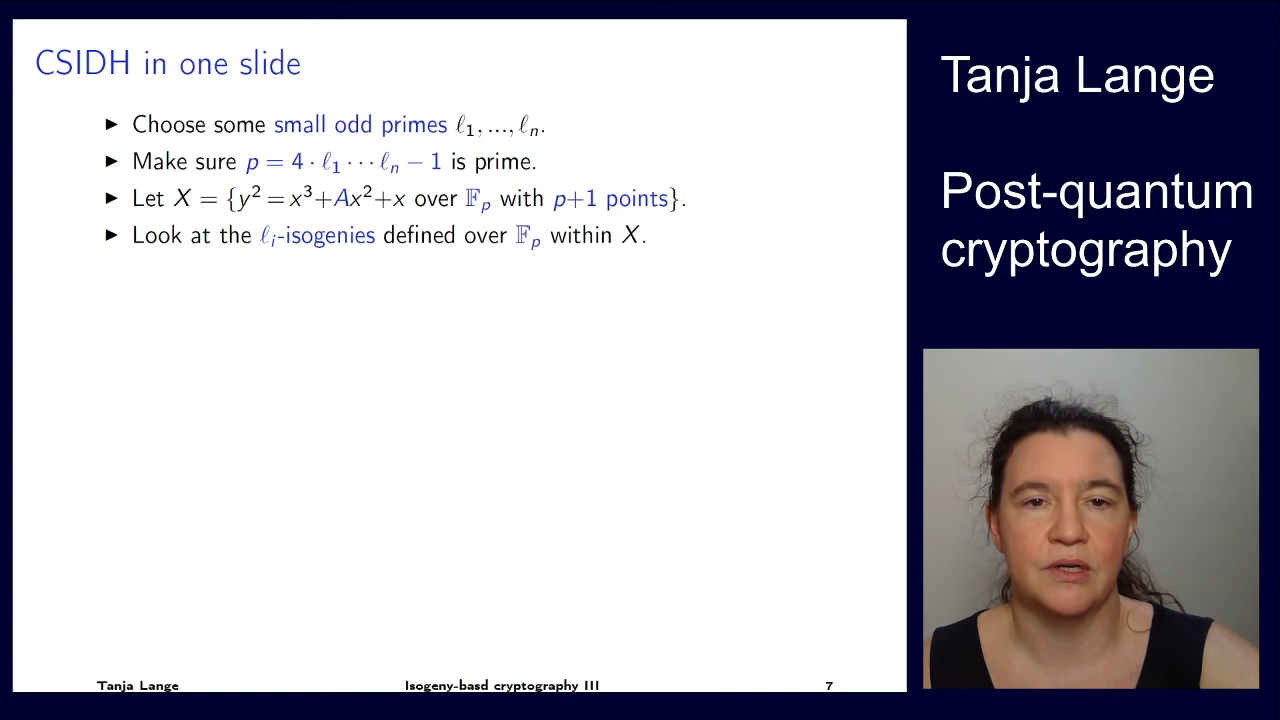 CSIDH in one slide
▶ Choose some small odd primes ℓ₁, ..., ℓₙ.
▶ Make sure p = 4 · ℓ₁ ··· ℓₙ − 1 is prime.
▶ Let X = {y² = x³+Ax²+x over 𝔽ₚ with p+1 points}.
▶ Look at the ℓᵢ-isogenies defined over 𝔽ₚ within X.
Tanja Lange Isogeny-basd cryptography III 7
Tanja Lange
Post-quantum
cryptography